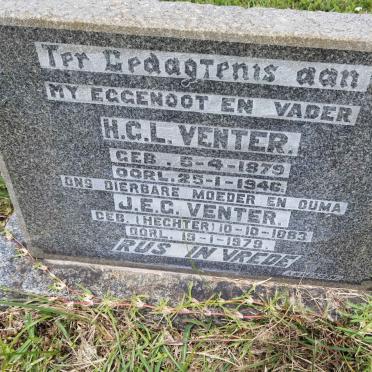 Ter Gedagtenis aan
MY EGGENOOT EN VADER
H.G.L. VENTER.
GEB. 5-4-1879
OORL. 25-1-1946.
ONS DIERBARE MOEDER EN OUMA
J.E.C. VENTER.
GEB. (HECHTER) 10-10-1883
OORL. 13-1-1979.
RUS IN VREDE